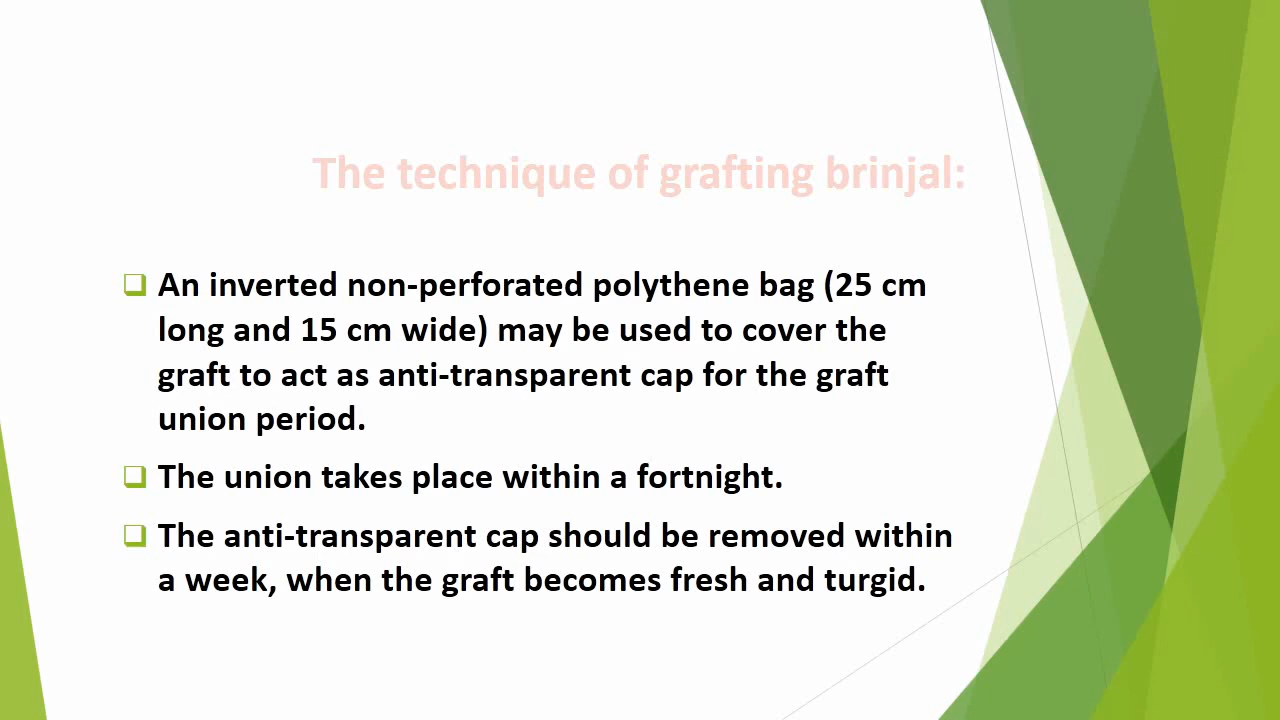 The technique of grafting brinjal:
An inverted non-perforated polythene bag (25 cm
long and 15 cm wide) may be used to cover the
graft to act as anti-transparent cap for the graft
union period.
The union takes place within a fortnight.
The anti-transparent cap should be removed within
a week, when the graft becomes fresh and turgid.